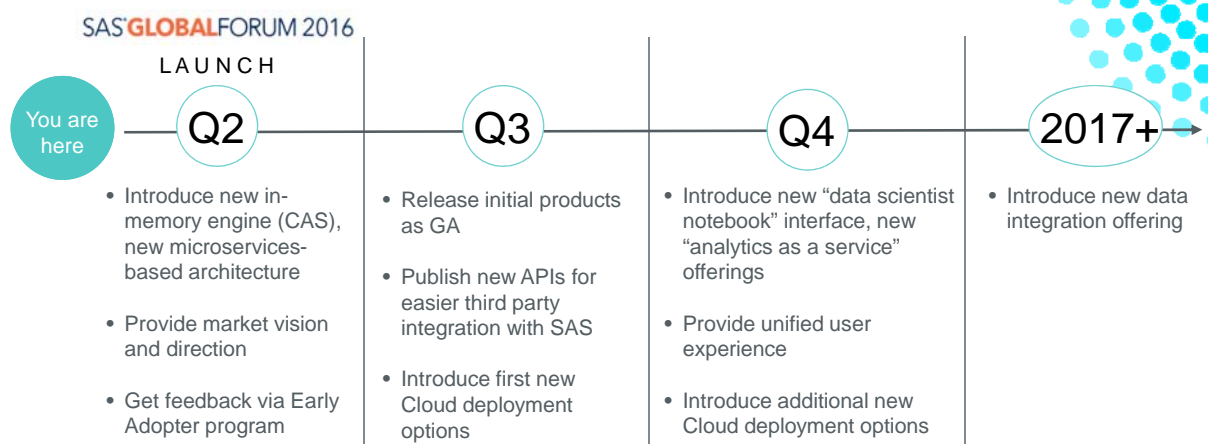 SAS®GLOBALFORUM 2016
LAUNCH
You are
here
Q2
Q3
Q4
2017+
• Introduce new in-
memory engine (CAS),
new microservices-
based architecture
• Provide market vision
and direction
• Get feedback via Early
Adopter program
• Release initial products
as GA
• Publish new APIs for
easier third party
integration with SAS
• Introduce first new
Cloud deployment
options
• Introduce new “data scientist
notebook” interface, new
“analytics as a service”
offerings
• Provide unified user
experience
• Introduce additional new
Cloud deployment options
• Introduce new data
integration offering